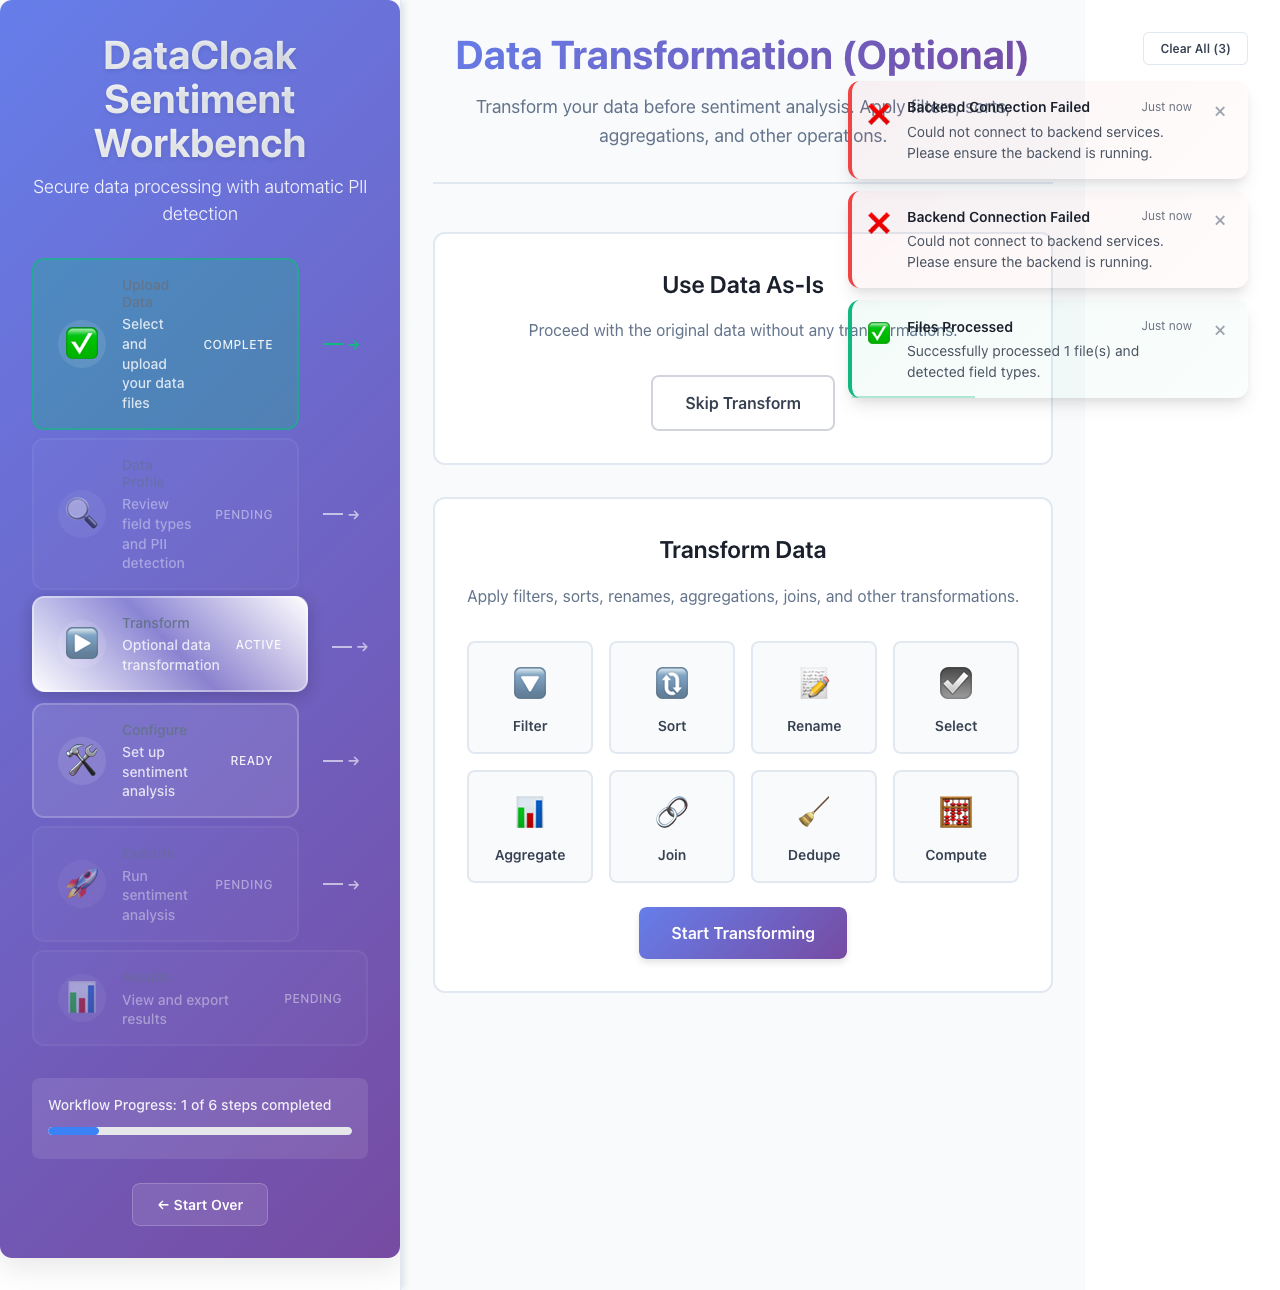 DataCloak
Sentiment
Workbench
Secure data processing with automatic PII
detection
Upload
Data
Select
and
upload
your data
files
COMPLETE
Data
Profile
Review
field types
and PII
detection
PENDING
Transform
Optional data
transformation
ACTIVE
Configure
Set up
sentiment
analysis
READY
Run
sentiment
analysis
PENDING
View and export
results
PENDING
Workflow Progress: 1 of 6 steps completed
← Start Over
Data Transformation (Optional)
Transform your data before sentiment analysis. Apply filters, sorts,
aggregations, and other operations.
Use Data As-Is
Proceed with the original data without any transformations.
Skip Transform
Transform Data
Apply filters, sorts, renames, aggregations, joins, and other transformations.
Filter
Sort
Rename
Select
Aggregate
Join
Dedupe
Compute
Start Transforming
Clear All (3)
Backend Connection Failed
Just now
×
Could not connect to backend services.
Please ensure the backend is running.
Backend Connection Failed
Just now
×
Could not connect to backend services.
Please ensure the backend is running.
Files Processed
Just now
×
Successfully processed 1 file(s) and
detected field types.